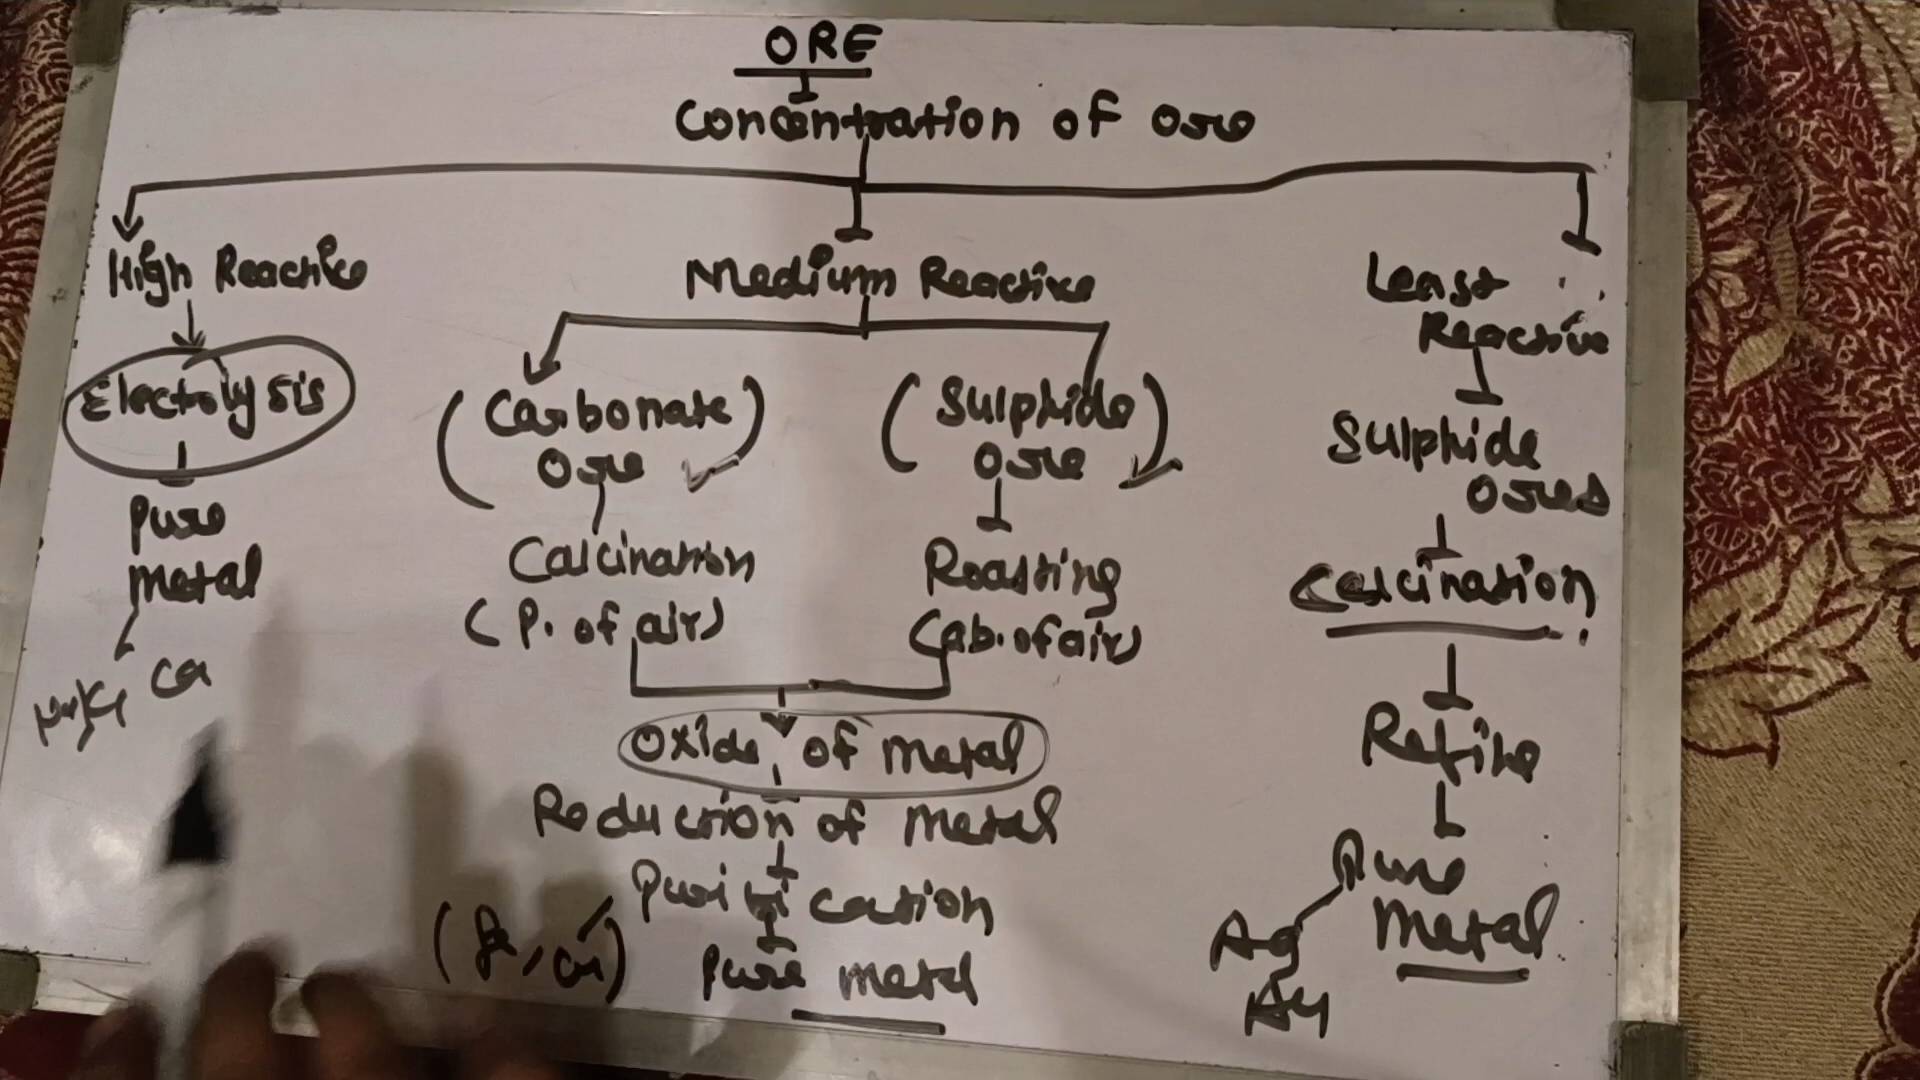 ORE
Concentration of Ore
High Reactive
Electrolysis
Pure
Metal
Ca
Medium Reactive
(Carbonate
Ore)
Calcination
(P. of air)
(Sulphide
Ore)
Roasting
(ab. of air)
Oxide of metal
Reduction of metal
Purification
Pure metal
Least
Reactive
Sulphide
Ores
Calcination
Refine
Pure
Metal
Ag
Au